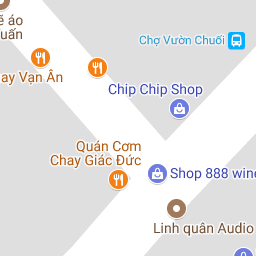 ẽ áo
uấn
Chợ Vườn Chuối
ay Vạn Ân
Chip Chip Shop
Quán Cơm
Chay Giác Đức
Shop 888 wine
Linh quân Audio